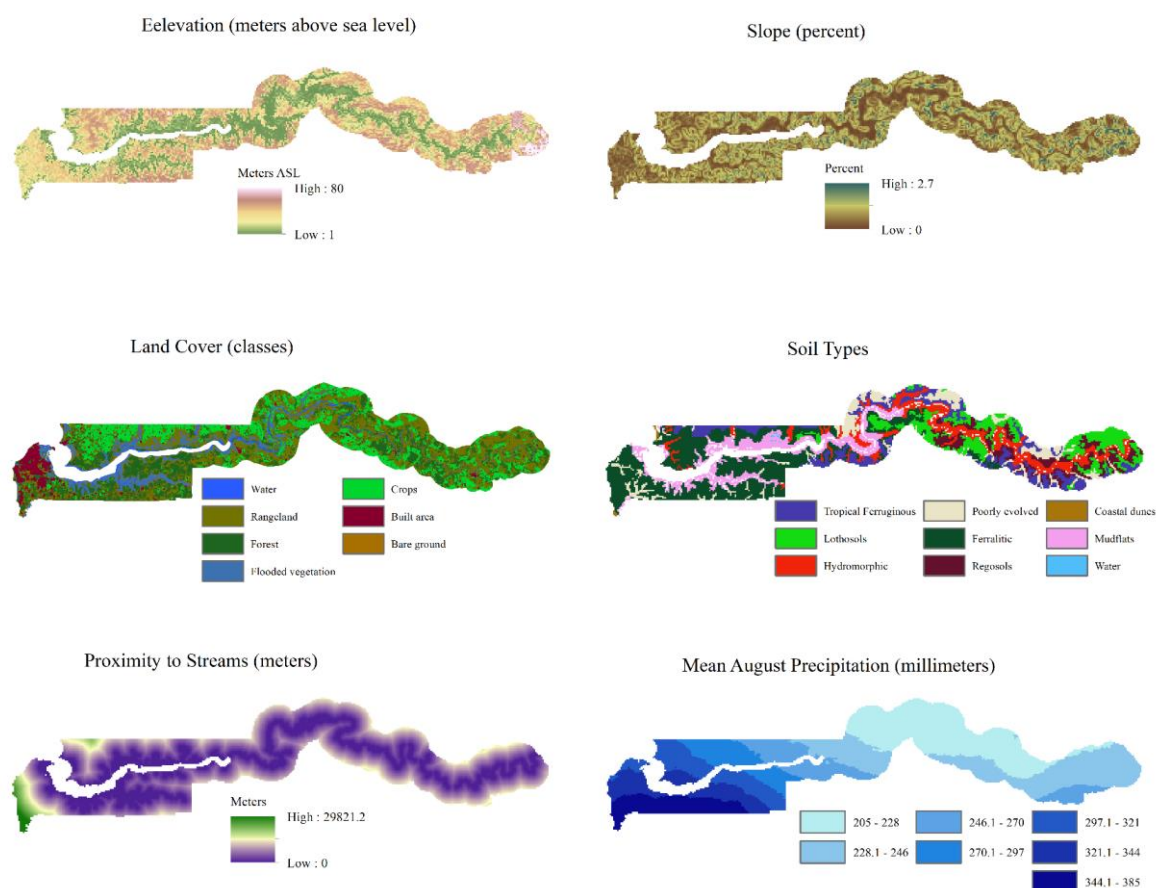 Eelevation (meters above sea level)
Slope (percent)
Meters ASL
High : 80
Low : 1
Percent
High : 2.7
Low : 0
Land Cover (classes)
Soil Types
Water
Crops
Rangeland
Built area
Forest
Bare ground
Flooded vegetation
Tropical Ferruginous
Poorly evolved
Coastal dunes
Lothosols
Ferralitic
Mudflats
Hydromorphic
Regosols
Water
Proximity to Streams (meters)
Mean August Precipitation (millimeters)
Meters
High : 29821.2
Low : 0
205 - 228
246.1 - 270
297.1 - 321
228.1 - 246
270.1 - 297
321.1 - 344
344.1 - 385